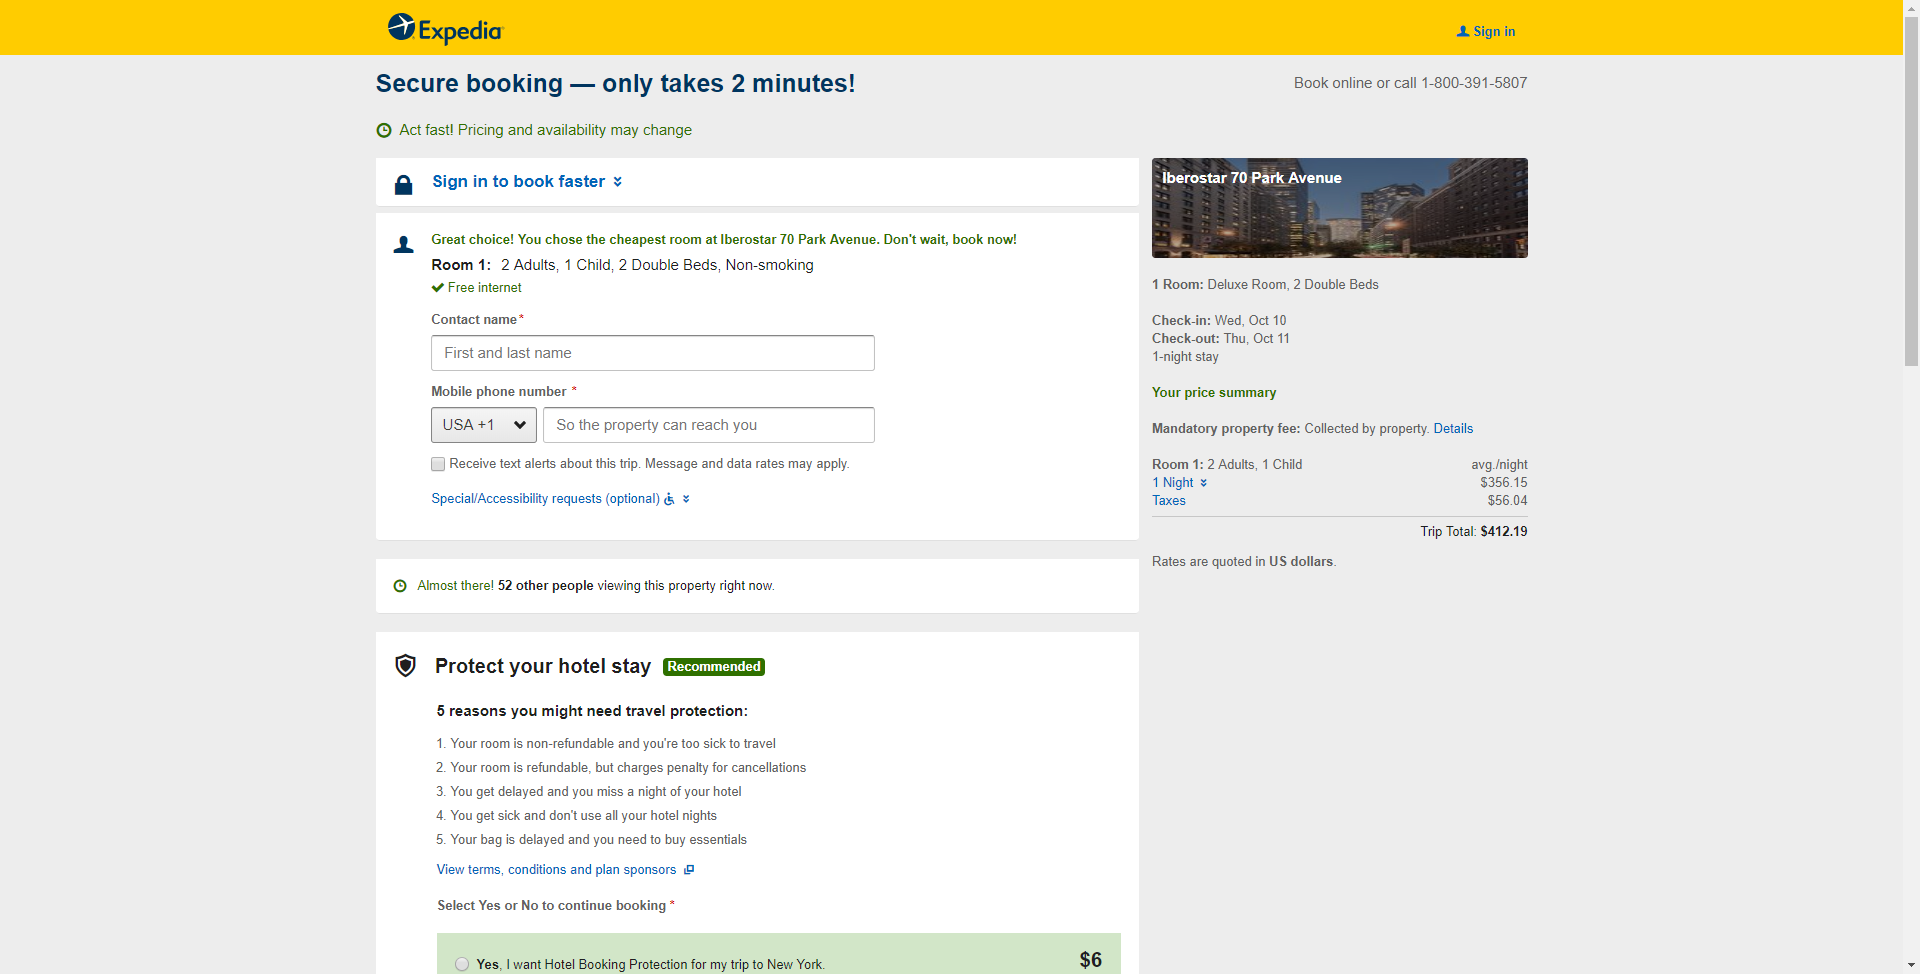 Expedia
Sign in
Secure booking — only takes 2 minutes!
Book online or call 1-800-391-5807
Act fast! Pricing and availability may change
Sign in to book faster
Great choice! You chose the cheapest room at Iberostar 70 Park Avenue. Don't wait, book now!
Room 1: 2 Adults, 1 Child, 2 Double Beds, Non-smoking
Free internet
Contact name*
First and last name
Mobile phone number *
USA +1
So the property can reach you
Receive text alerts about this trip. Message and data rates may apply.
Special/Accessibility requests (optional)
Almost there! 52 other people viewing this property right now.
Protect your hotel stay
Recommended
5 reasons you might need travel protection:
1. Your room is non-refundable and you're too sick to travel
2. Your room is refundable, but charges penalty for cancellations
3. You get delayed and you miss a night of your hotel
4. You get sick and don't use all your hotel nights
5. Your bag is delayed and you need to buy essentials
View terms, conditions and plan sponsors
Select Yes or No to continue booking *
Yes, I want Hotel Booking Protection for my trip to New York.
$6
Iberostar 70 Park Avenue
1 Room: Deluxe Room, 2 Double Beds
Check-in: Wed, Oct 10
Check-out: Thu, Oct 11
1-night stay
Your price summary
Mandatory property fee: Collected by property. Details
Room 1: 2 Adults, 1 Child avg./night
1 Night $356.15
Taxes $56.04
Trip Total: $412.19
Rates are quoted in US dollars.